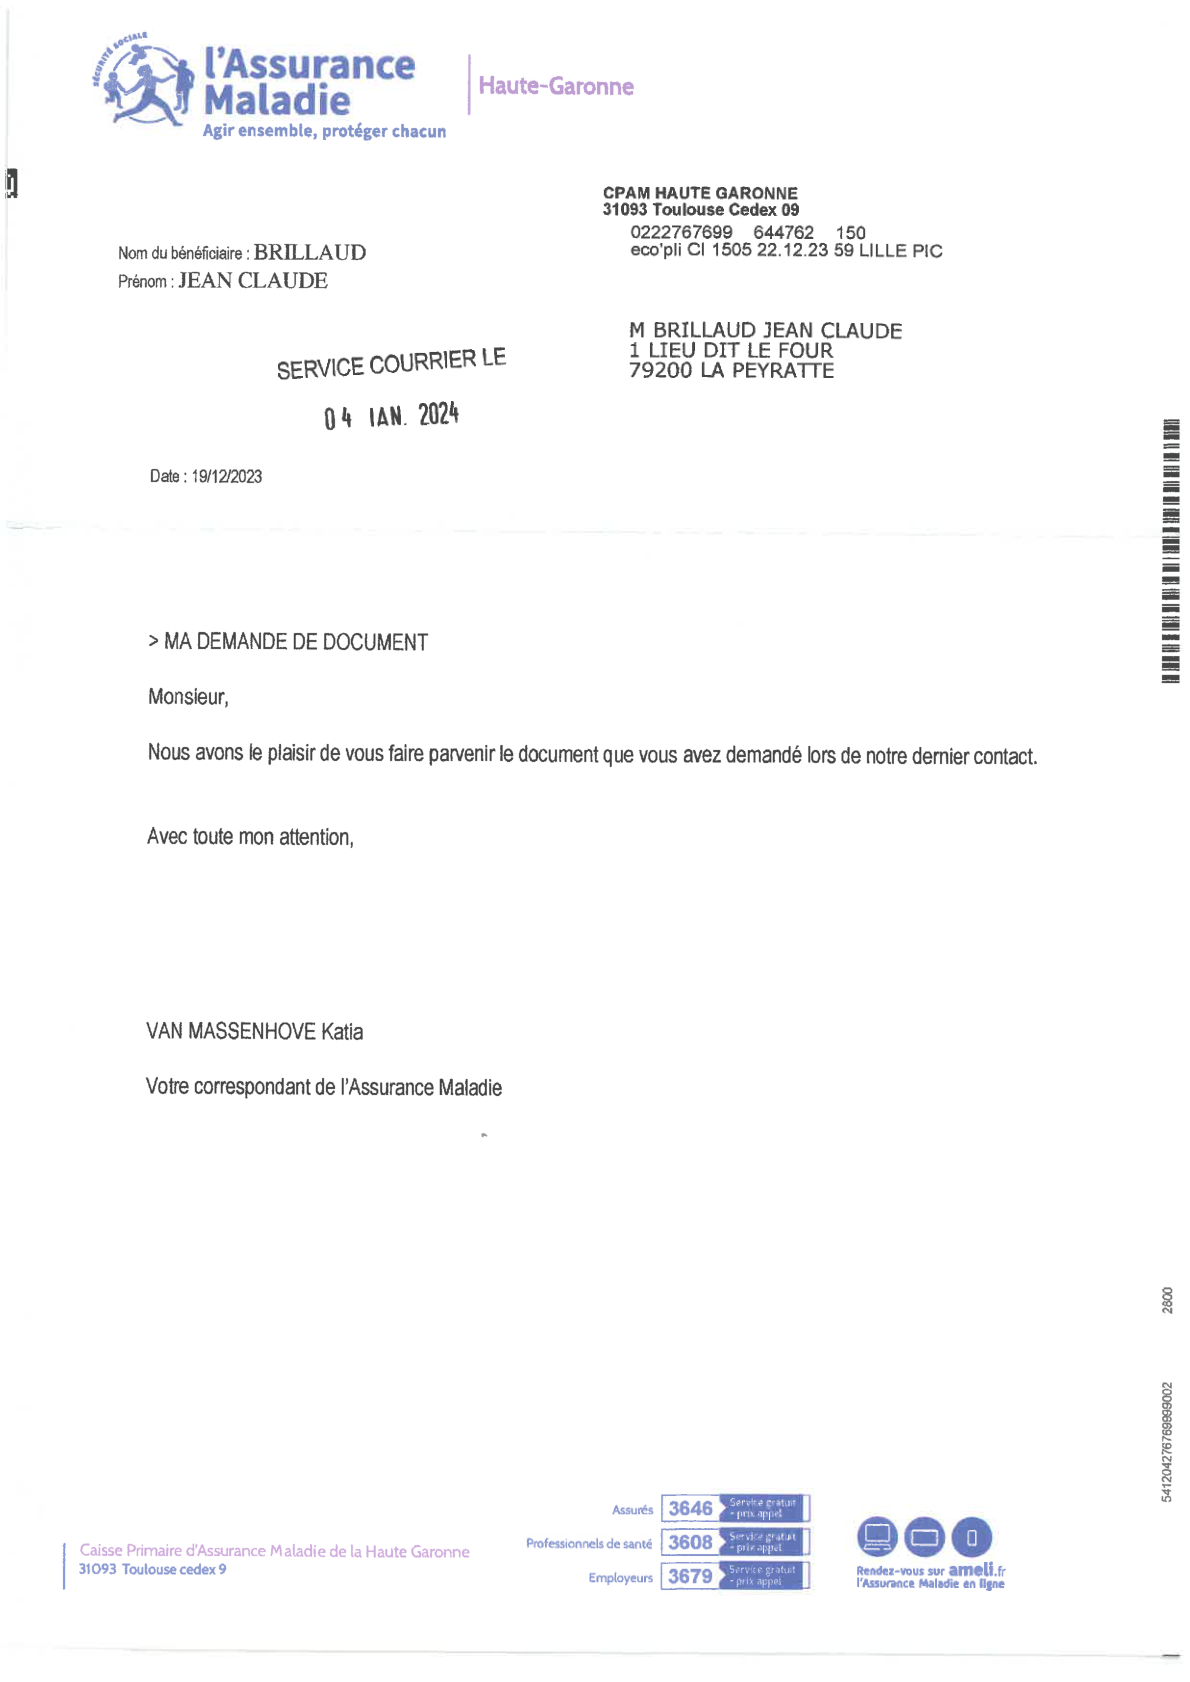 SÉCURITÉ SOCIALE
l'Assurance
Maladie
Agir ensemble, protéger chacun
Haute-Garonne
CPAM HAUTE GARONNE
31093 Toulouse Cedex 09
0222767699 644762 150
eco'pli CI 1505 22.12.23 59 LILLE PIC
Nom du bénéficiaire : BRILLAUD
Prénom : JEAN CLAUDE
M BRILLAUD JEAN CLAUDE
1 LIEU DIT LE FOUR
79200 LA PEYRATTE
SERVICE COURRIER LE
04 JAN. 2024
Date : 19/12/2023
> MA DEMANDE DE DOCUMENT
Monsieur,
Nous avons le plaisir de vous faire parvenir le document que vous avez demandé lors de notre dernier contact.
Avec toute mon attention,
VAN MASSENHOVE Katia
Votre correspondant de l'Assurance Maladie
2800
541204276769999002
Assurés 3646 Service gratuit
+ prix appel
Professionnels de santé 3608 Service gratuit
+ prix appel
Employeurs 3679 Service gratuit
+ prix appel
Caisse Primaire d'Assurance Maladie de la Haute Garonne
31093 Toulouse cedex 9
Rendez-vous sur ameli.fr
l'Assurance Maladie en ligne